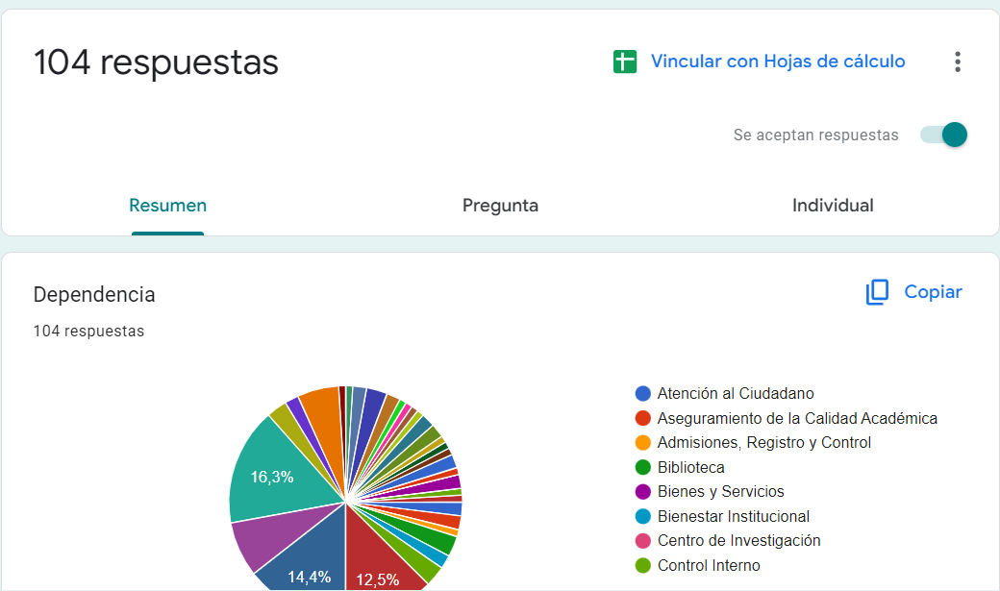 104 respuestas
Vincular con Hojas de cálculo
Se aceptan respuestas
Resumen
Pregunta
Individual
Dependencia
Copiar
104 respuestas
16,3%
14,4%
12,5%
Atención al Ciudadano
Aseguramiento de la Calidad Académica
Admisiones, Registro y Control
Biblioteca
Bienes y Servicios
Bienestar Institucional
Centro de Investigación
Control Interno